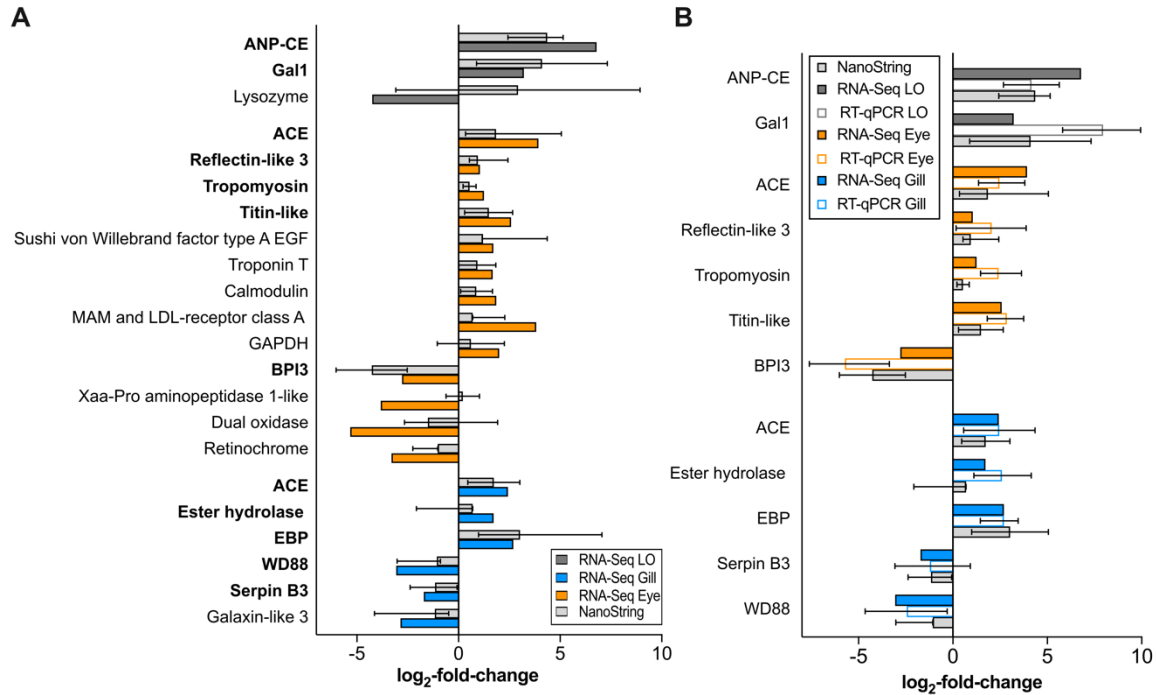 A
ANP-CE
Gal1
Lysozyme
ACE
Reflectin-like 3
Tropomyosin
Titin-like
Sushi von Willebrand factor type A EGF
Troponin T
Calmodulin
MAM and LDL-receptor class A
GAPDH
BPI3
Xaa-Pro aminopeptidase 1-like
Dual oxidase
Retinochrome
ACE
Ester hydrolase
EBP
WD88
Serpin B3
Galaxin-like 3
RNA-Seq LO
RNA-Seq Gill
RNA-Seq Eye
NanoString
-5 0 5 10
log2-fold-change
B
NanoString
RNA-Seq LO
RT-qPCR LO
RNA-Seq Eye
RT-qPCR Eye
RNA-Seq Gill
RT-qPCR Gill
ANP-CE
Gal1
ACE
Reflectin-like 3
Tropomyosin
Titin-like
BPI3
ACE
Ester hydrolase
EBP
Serpin B3
WD88
-5 0 5 10
log2-fold-change